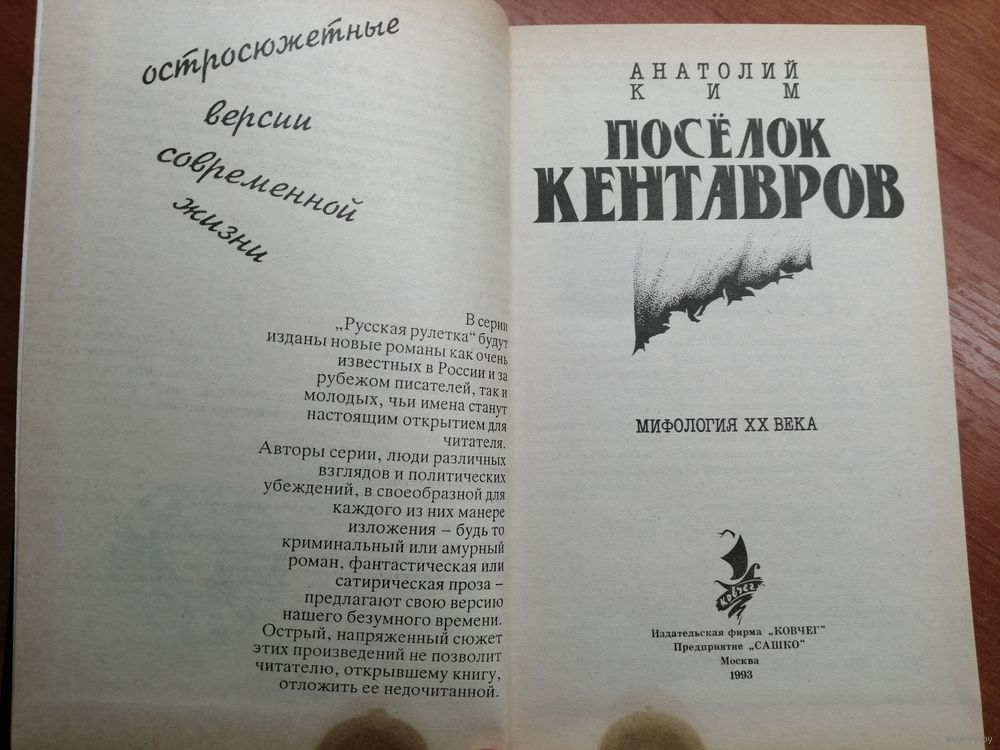 остросюжетные
версии
современной
жизни
В серии
„Русская рулетка“ будут
изданы новые романы как очень
известных в России и за
рубежом писателей, так и
молодых, чьи имена станут
настоящим открытием для
читателя.
Авторы серии, люди различных
взглядов и политических
убеждений, в своеобразной для
каждого из них манере
изложения – будь то
криминальный или амурный
роман, фантастическая или
сатирическая проза –
предлагают свою версию
нашего безумного времени.
Острый, напряженный сюжет
этих произведений не позволит
читателю, открывшему книгу,
отложить ее недочитанной.
АНАТОЛИЙ
КИМ
ПОСЁЛОК
КЕНТАВРОВ
МИФОЛОГИЯ XX ВЕКА
ковчег
Издательская фирма „КОВЧЕГ“
Предприятие „САШКО“
Москва
1993